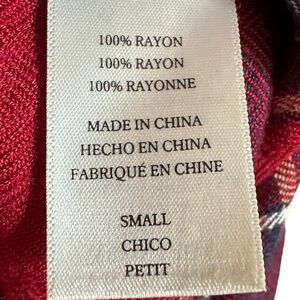 100% RAYON
100% RAYON
100% RAYONNE
MADE IN CHINA
HECHO EN CHINA
FABRIQUÉ EN CHINE
SMALL
CHICO
PETIT